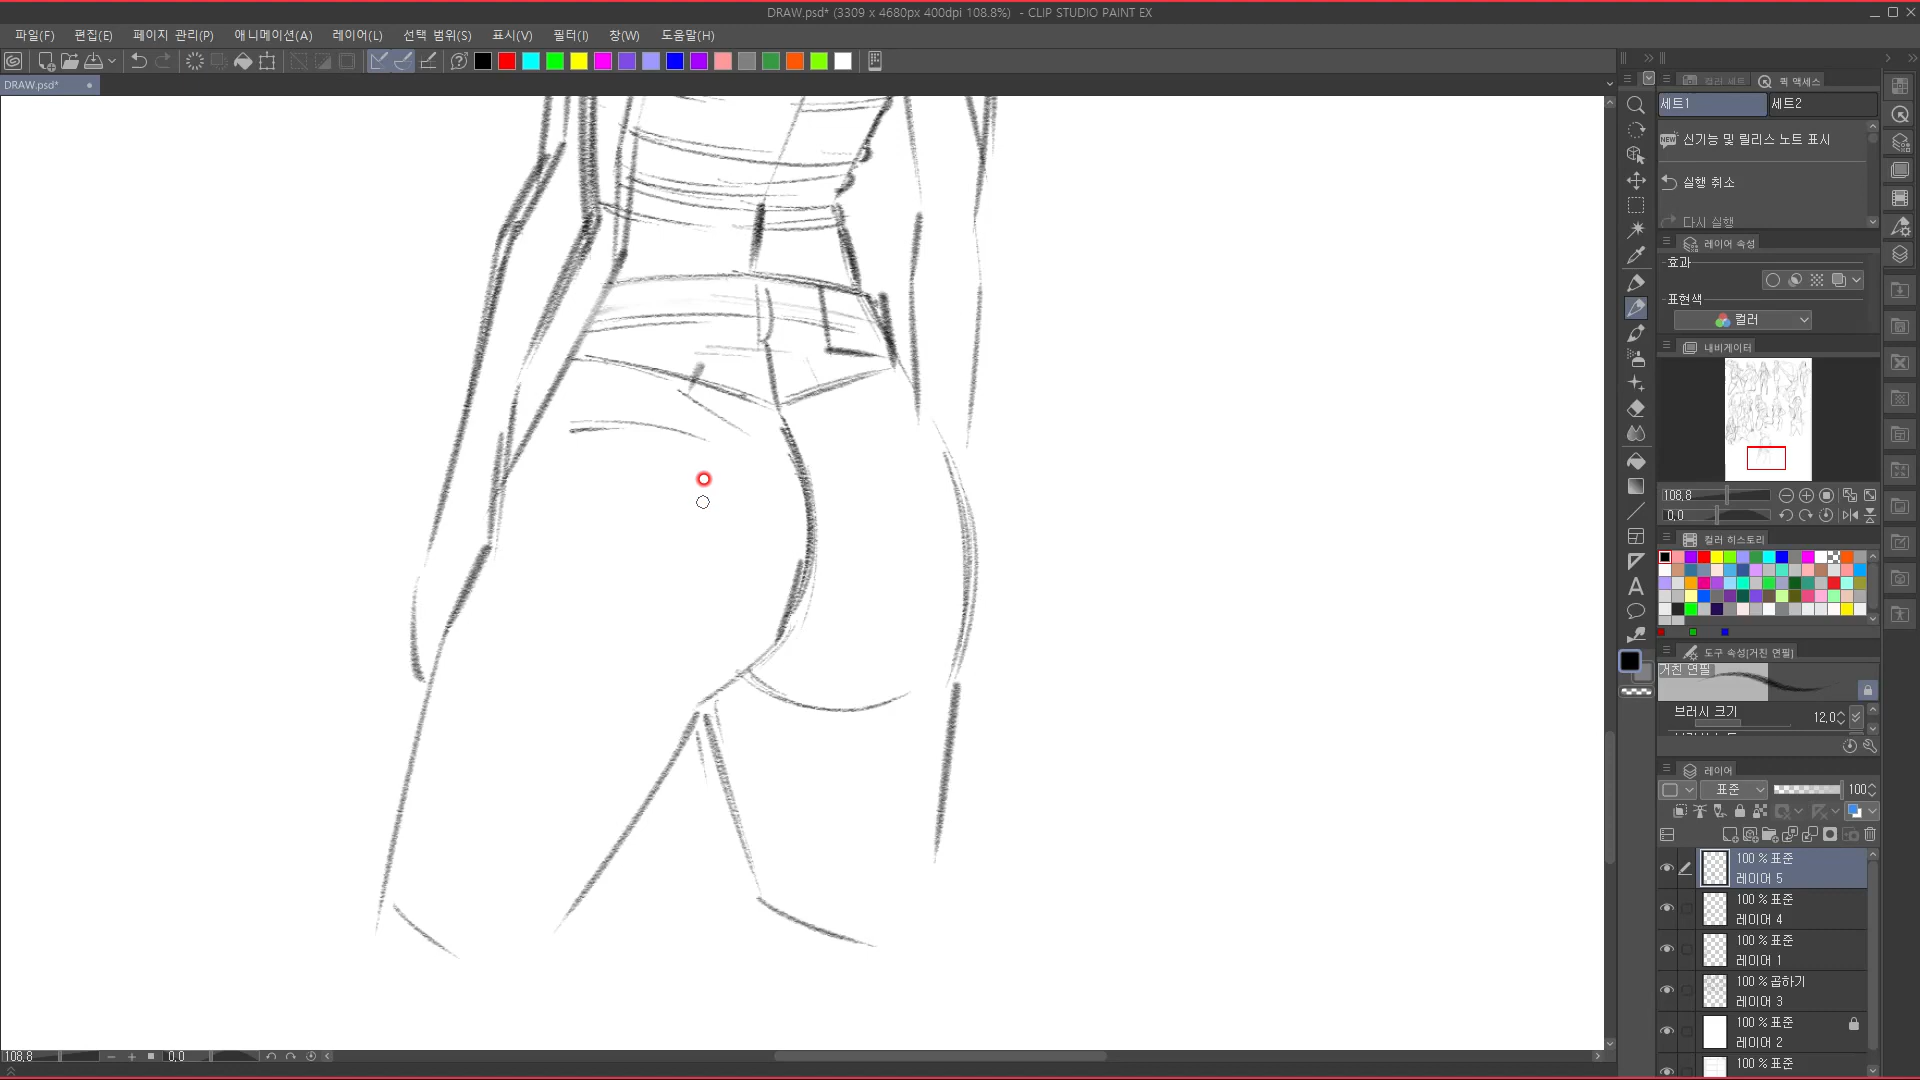 DRAW.psd* (3309 x 4680px 400dpi 108.8%) - CLIP STUDIO PAINT EX
파일(F) 편집(E) 페이지 관리(P) 애니메이션(A) 레이어(L) 선택 범위(S) 표시(V) 필터(I) 창(W) 도움말(H)
DRAW.psd*
컬러 세트 퀵 액세스
세트1 세트2
NEW 신기능 및 릴리스 노트 표시
실행 취소
다시 실행
레이어 속성
효과
표현색
컬러
내비게이터
108.8
0.0
컬러 히스토리
도구 속성[거친 연필]
거친 연필
브러시 크기 12.0
레이어
표준 100
100 % 표준
레이어 5
100 % 표준
레이어 4
100 % 표준
레이어 1
100 % 곱하기
레이어 3
100 % 표준
레이어 2
100 % 표준
108.8 0.0